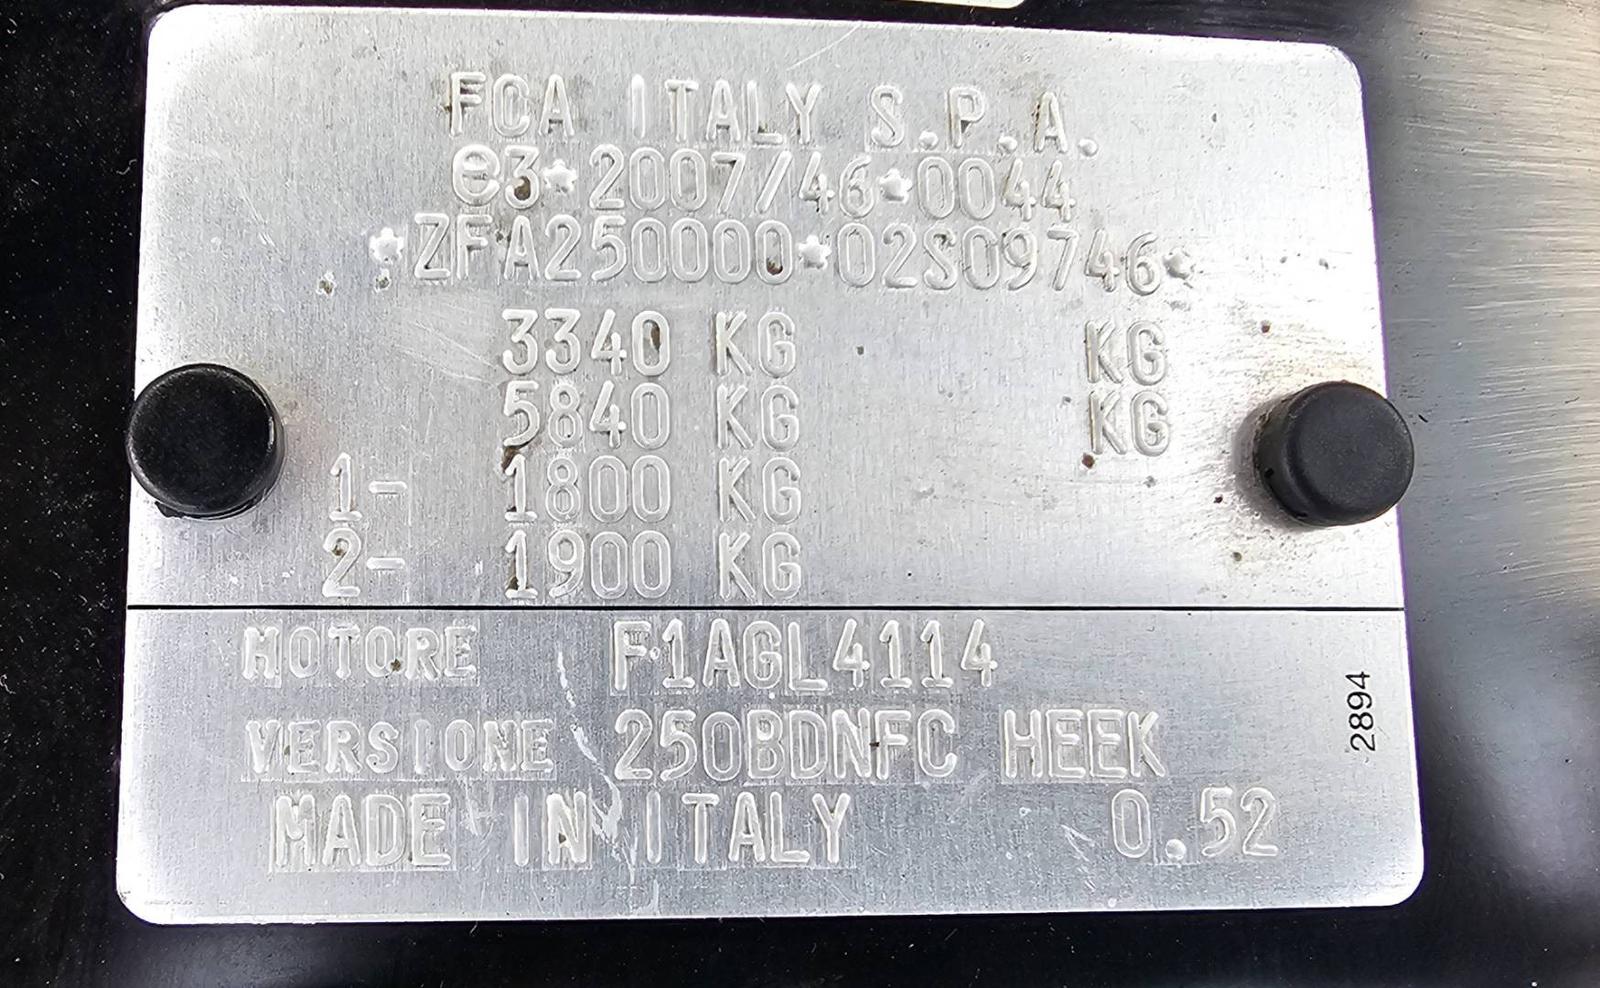 FCA ITALY S.P.A.
e3*2007/46*0044
*ZFA250000*02S09746*
3340 KG KG
5840 KG KG
1- 1800 KG
2- 1900 KG
MOTORE F1AGL4114
VERSIONE 250BDNFC HEEK
MADE IN ITALY 0.52
2894